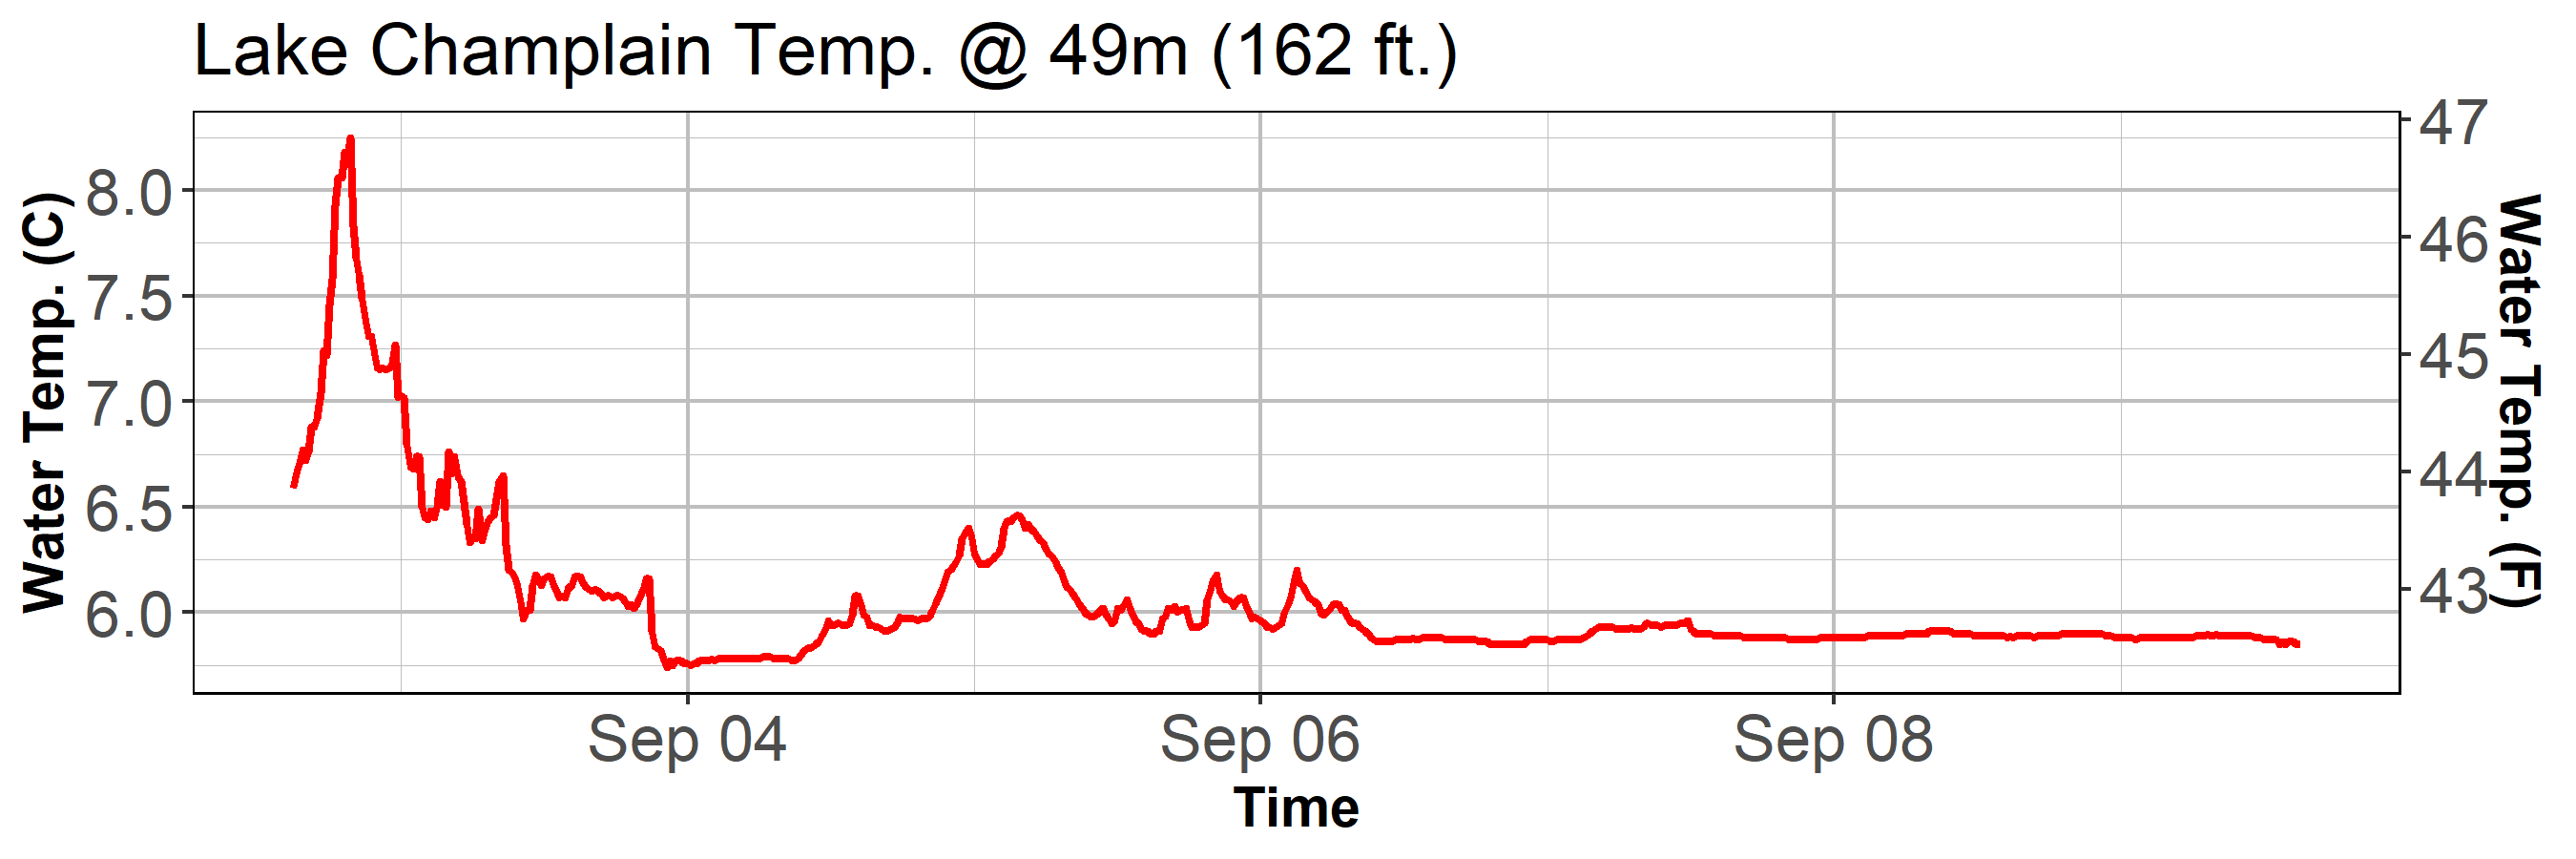 Lake Champlain Temp. @ 49m (162 ft.)
Water Temp. (C)
8.0
7.5
7.0
6.5
6.0
47
46
45
44
43
Water Temp. (F)
Sep 04 Sep 06 Sep 08
Time